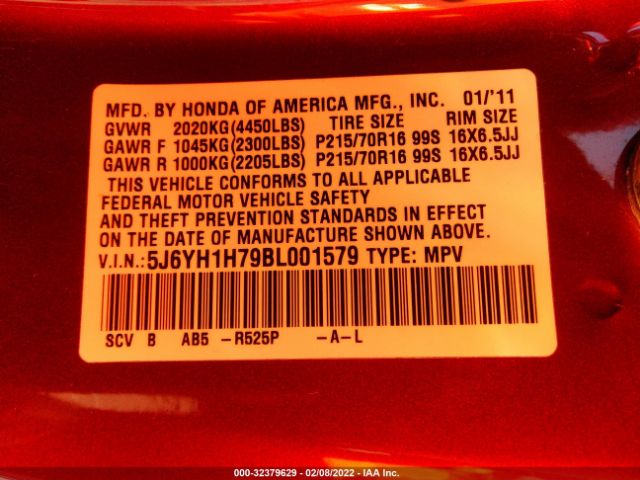 MFD. BY HONDA OF AMERICA MFG., INC. 01/'11
GVWR 2020KG(4450LBS) TIRE SIZE RIM SIZE
GAWR F 1045KG(2300LBS) P215/70R16 99S 16X6.5JJ
GAWR R 1000KG(2205LBS) P215/70R16 99S 16X6.5JJ
THIS VEHICLE CONFORMS TO ALL APPLICABLE
FEDERAL MOTOR VEHICLE SAFETY
AND THEFT PREVENTION STANDARDS IN EFFECT
ON THE DATE OF MANUFACTURE SHOWN ABOVE.
V.I.N.: 5J6YH1H79BL001579 TYPE: MPV
SCV B AB5 -R525P -A-L
000-32379629 - 02/08/2022 - IAA Inc.